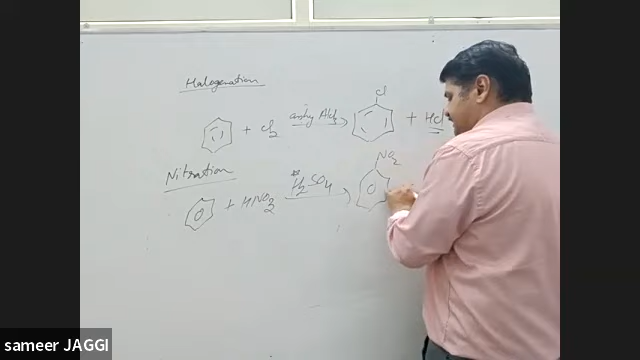 Halogenation
Cl
+ Cl2 anhy AlCl3 + HCl
Nitration
NO2
+ HNO3 H2SO4
sameer JAGGI